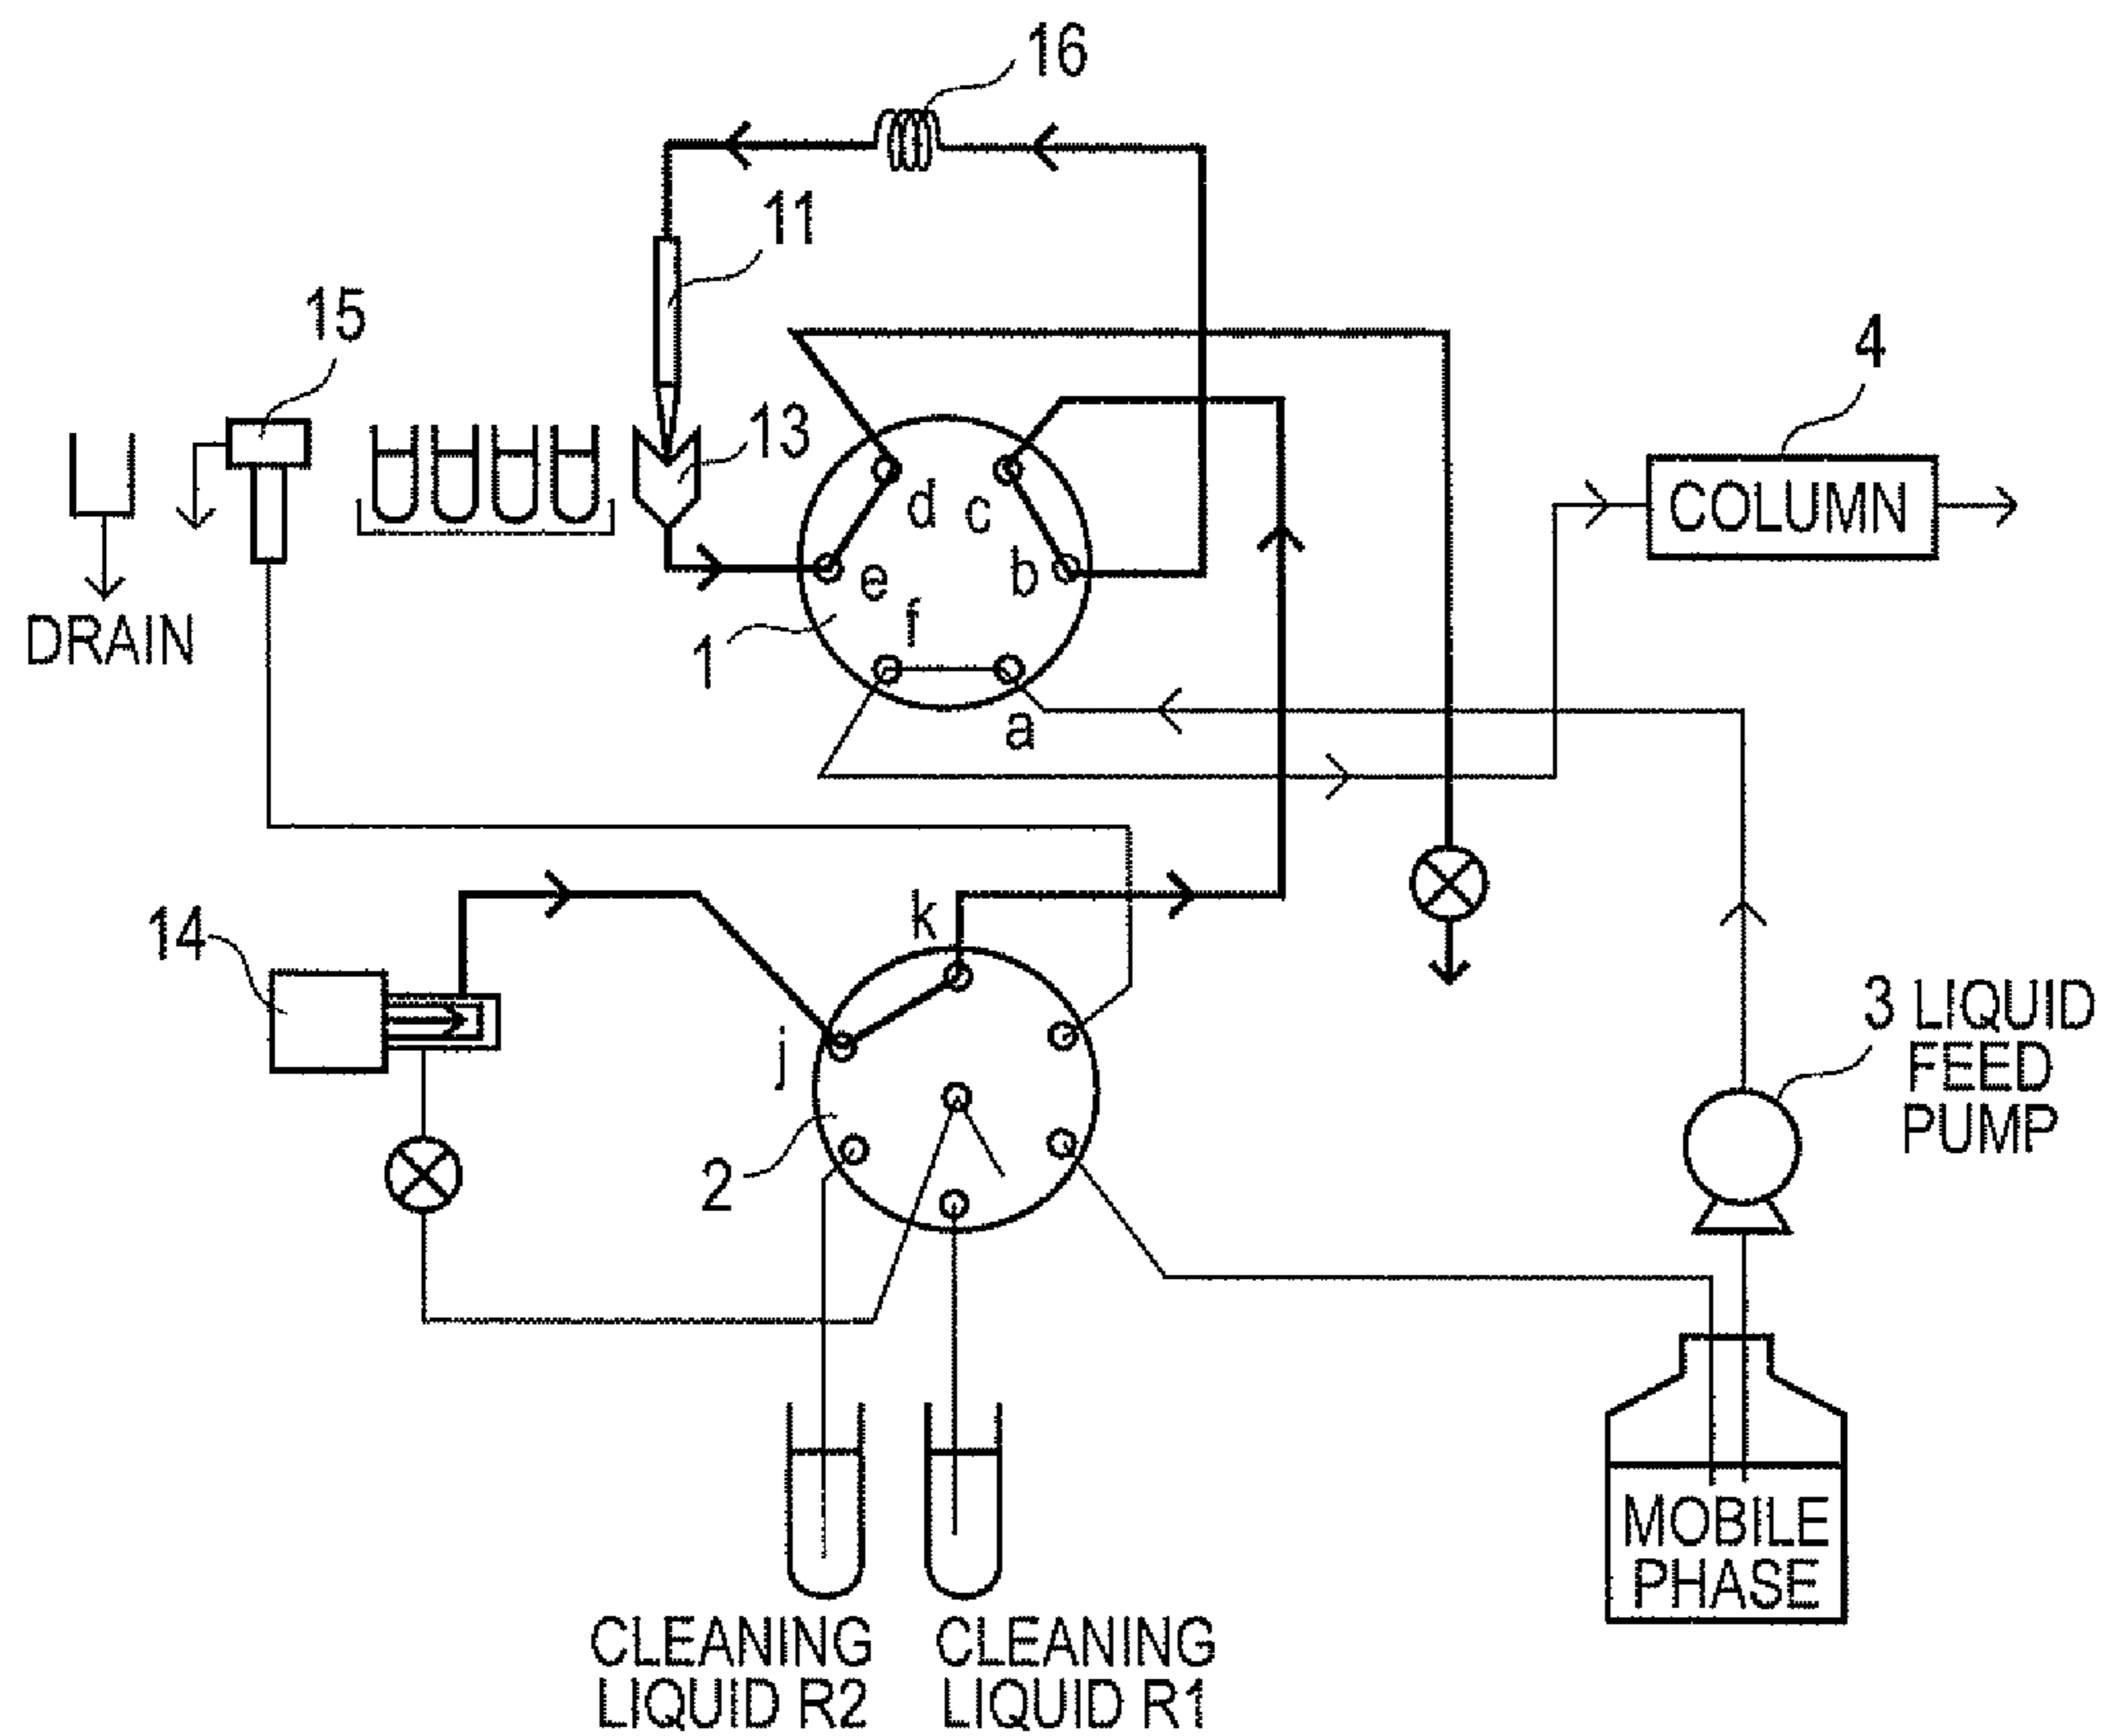 16
11
15
4
13
COLUMN
d
c
e
b
DRAIN
f
1
a
k
14
3 LIQUID
FEED
PUMP
j
2
MOBILE
PHASE
CLEANING
LIQUID R2
CLEANING
LIQUID R1